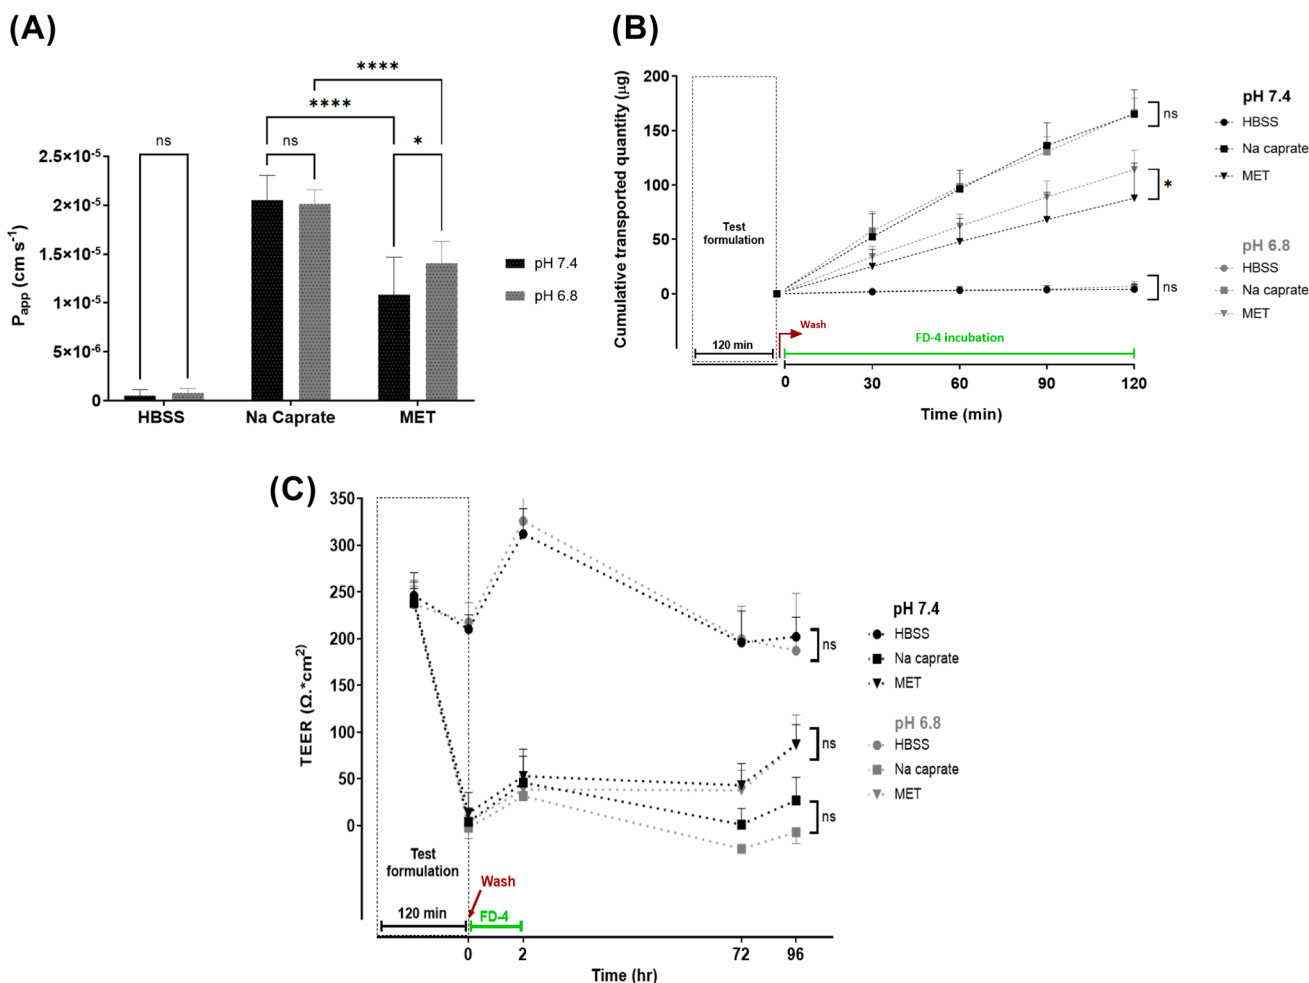 (A)
****
****
ns
ns
*
2.5×10⁻⁵
2×10⁻⁵
1.5×10⁻⁵
1×10⁻⁵
5×10⁻⁶
0
Papp (cm s⁻¹)
HBSS
Na Caprate
MET
pH 7.4
pH 6.8
(B)
Cumulative transported quantity (µg)
200
150
100
50
0
Test
formulation
120 min
Wash
FD-4 incubation
0
30
60
90
120
Time (min)
ns
*
ns
pH 7.4
HBSS
Na caprate
MET
pH 6.8
HBSS
Na caprate
MET
(C)
TEER (Ω.*cm²)
350
300
250
200
150
100
50
0
Test
formulation
120 min
Wash
FD-4
0
2
72
96
Time (hr)
ns
ns
ns
pH 7.4
HBSS
Na caprate
MET
pH 6.8
HBSS
Na caprate
MET